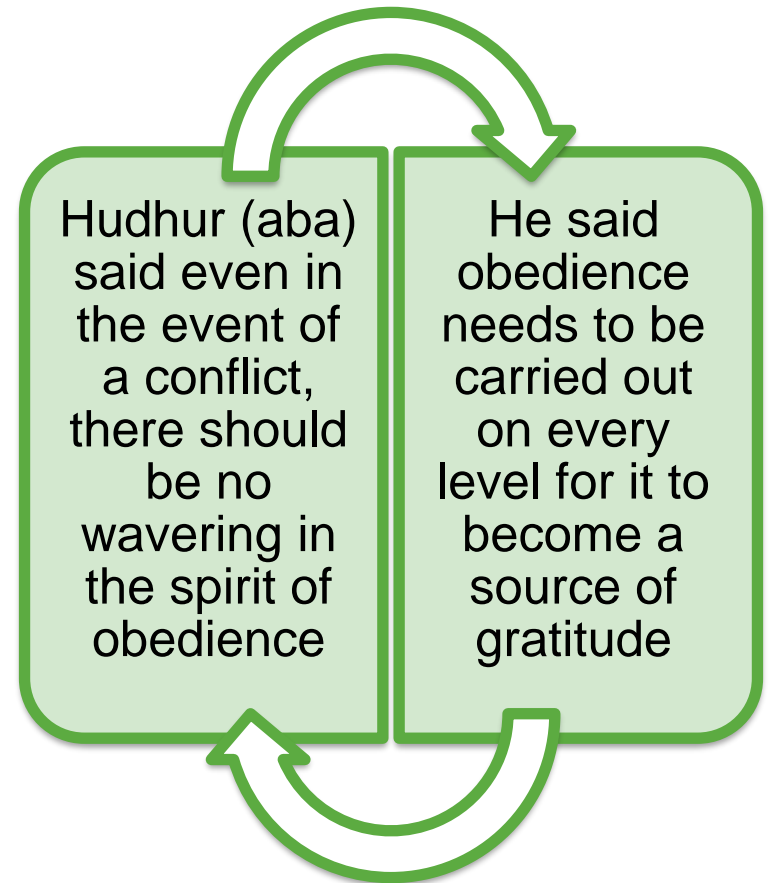 Hudhur (aba)
said even in
the event of
a conflict,
there should
be no
wavering in
the spirit of
obedience
He said
obedience
needs to be
carried out
on every
level for it to
become a
source of
gratitude